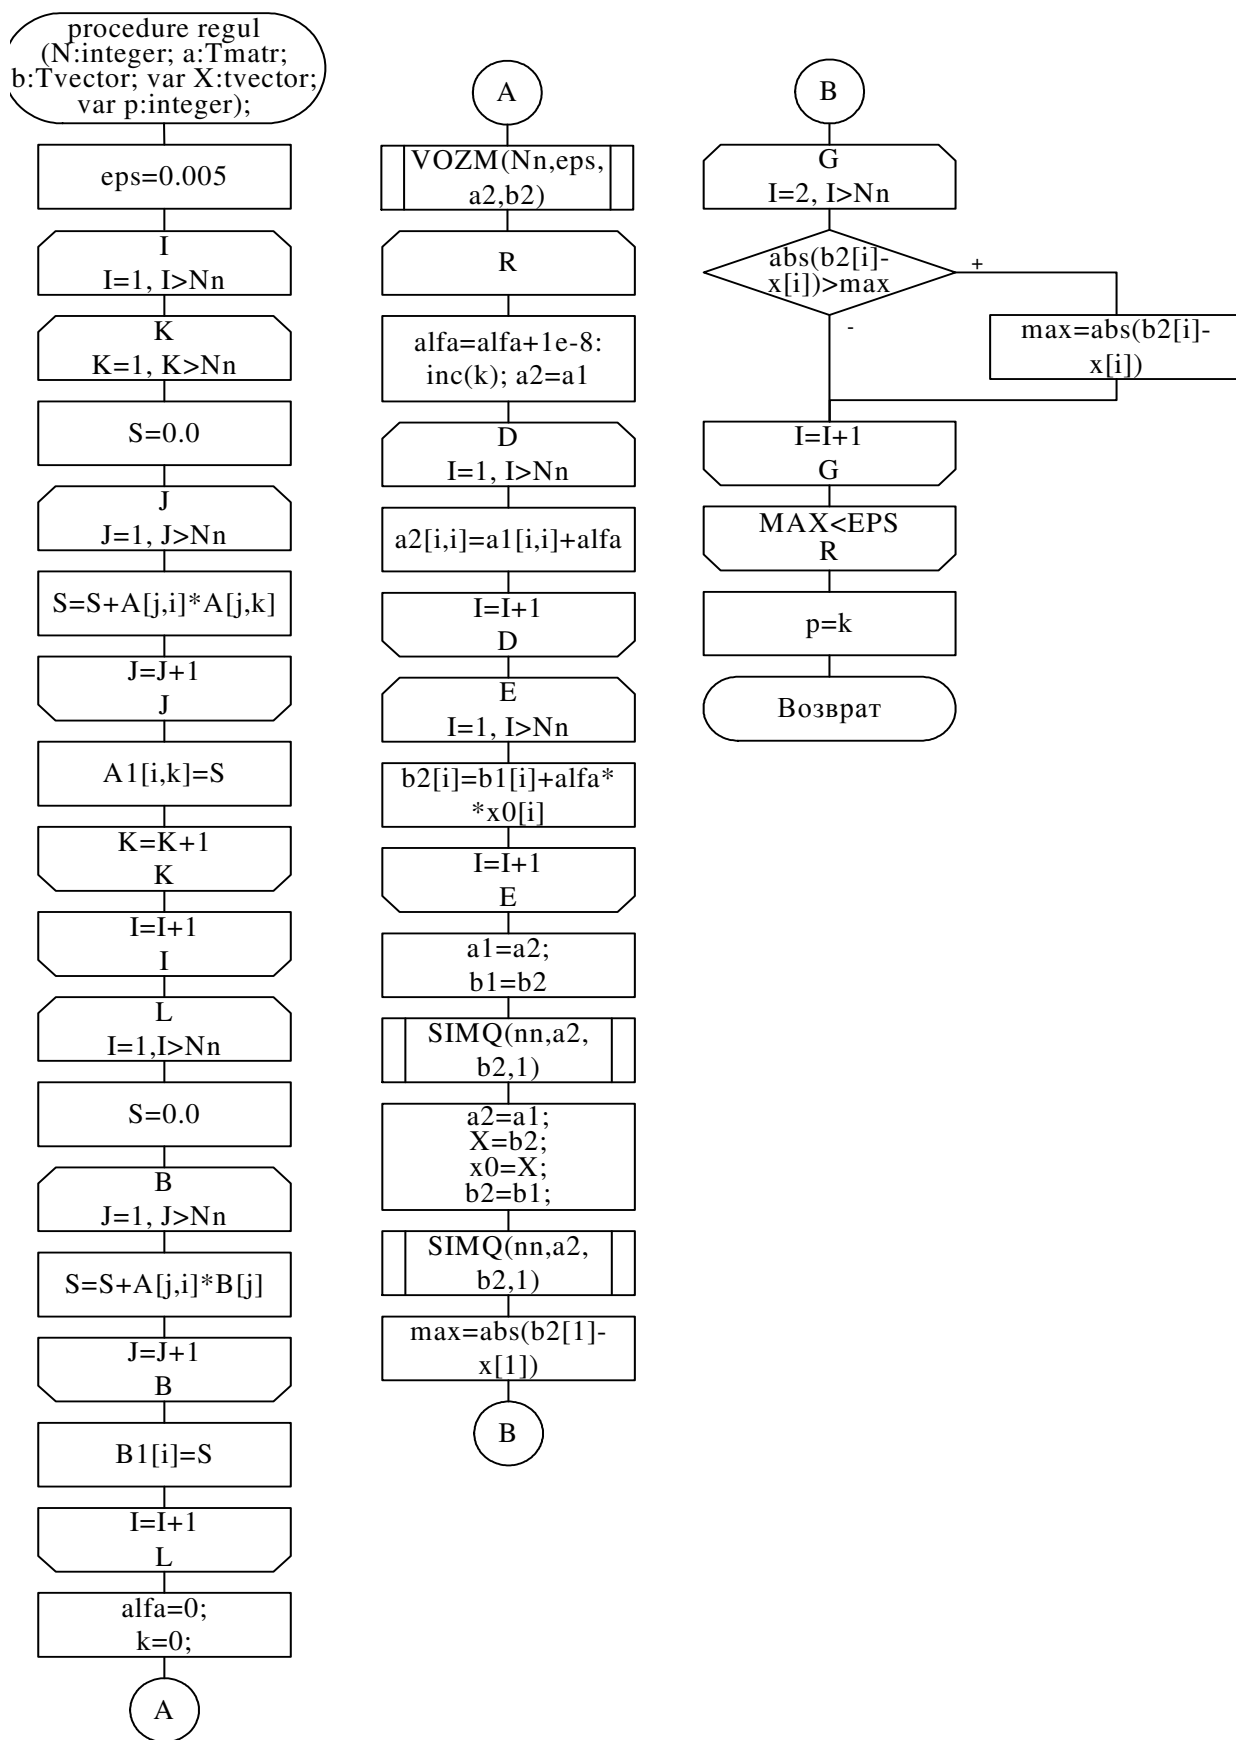 procedure regul
(N:integer; a:Tmatr;
b:Tvector; var X:tvector;
var p:integer);
eps=0.005
I
I=1, I>Nn
K
K=1, K>Nn
S=0.0
J
J=1, J>Nn
S=S+A[j,i]*A[j,k]
J=J+1
J
A1[i,k]=S
K=K+1
K
I=I+1
I
L
I=1,I>Nn
S=0.0
B
J=1, J>Nn
S=S+A[j,i]*B[j]
J=J+1
B
B1[i]=S
I=I+1
L
alfa=0;
k=0;
A
A
VOZM(Nn,eps,
a2,b2)
R
alfa=alfa+1e-8:
inc(k); a2=a1
D
I=1, I>Nn
a2[i,i]=a1[i,i]+alfa
I=I+1
D
E
I=1, I>Nn
b2[i]=b1[i]+alfa*
*x0[i]
I=I+1
E
a1=a2;
b1=b2
SIMQ(nn,a2,
b2,1)
a2=a1;
X=b2;
x0=X;
b2=b1;
SIMQ(nn,a2,
b2,1)
max=abs(b2[1]-
x[1])
B
B
G
I=2, I>Nn
abs(b2[i]-
x[i])>max
+
-
max=abs(b2[i]-
x[i])
I=I+1
G
MAX<EPS
R
p=k
Возврат